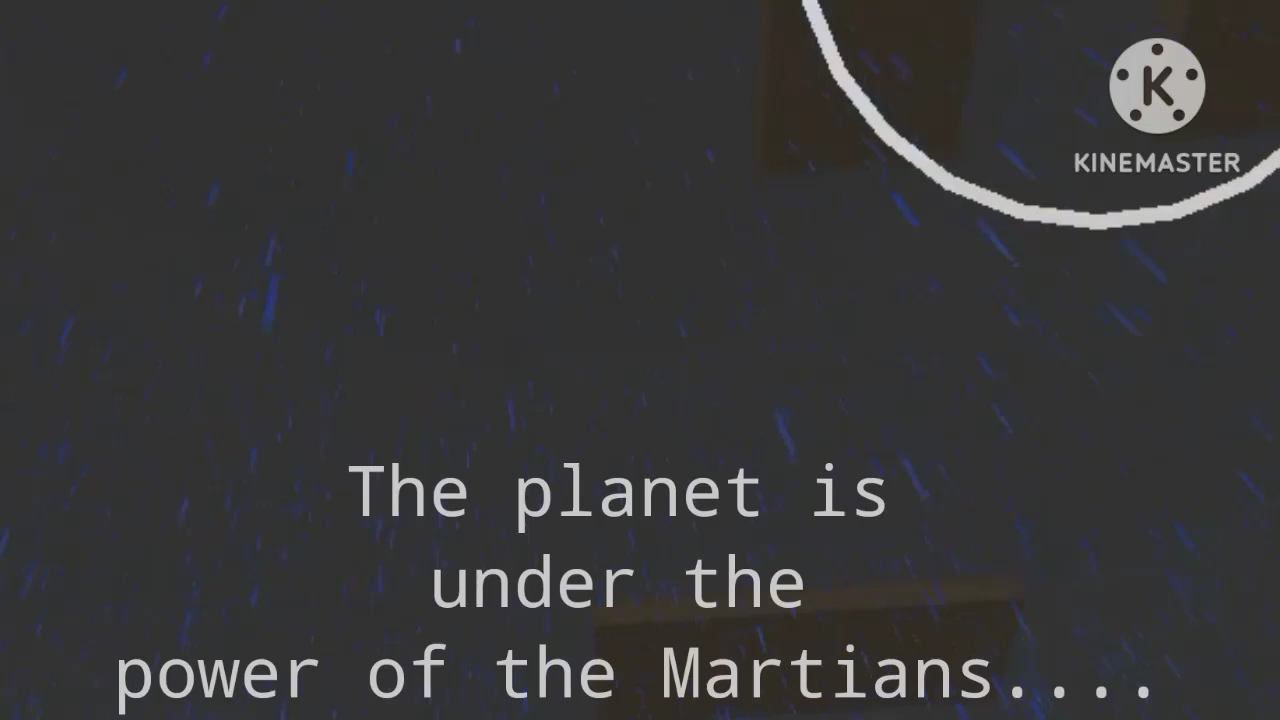 K
KINEMASTER
The planet is
under the
power of the Martians....